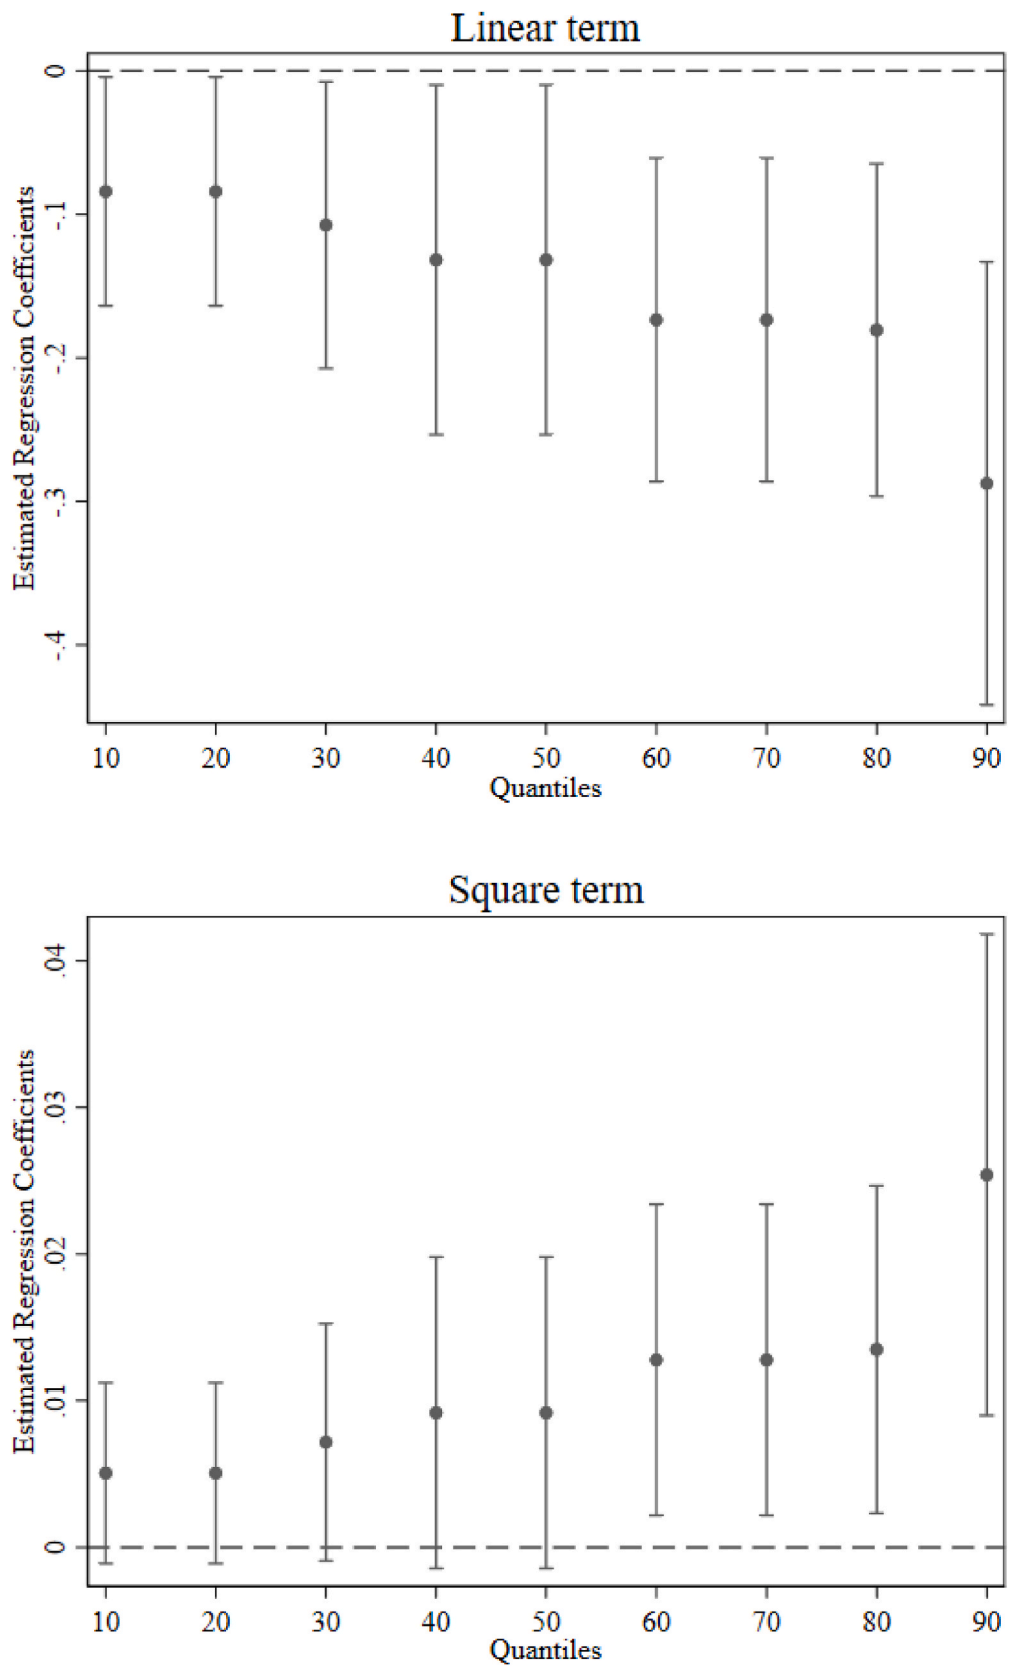 Linear term
Estimated Regression Coefficients
0
-.1
-.2
-.3
-.4
10 20 30 40 50 60 70 80 90
Quantiles
Square term
Estimated Regression Coefficients
.04
.03
.02
.01
0
10 20 30 40 50 60 70 80 90
Quantiles